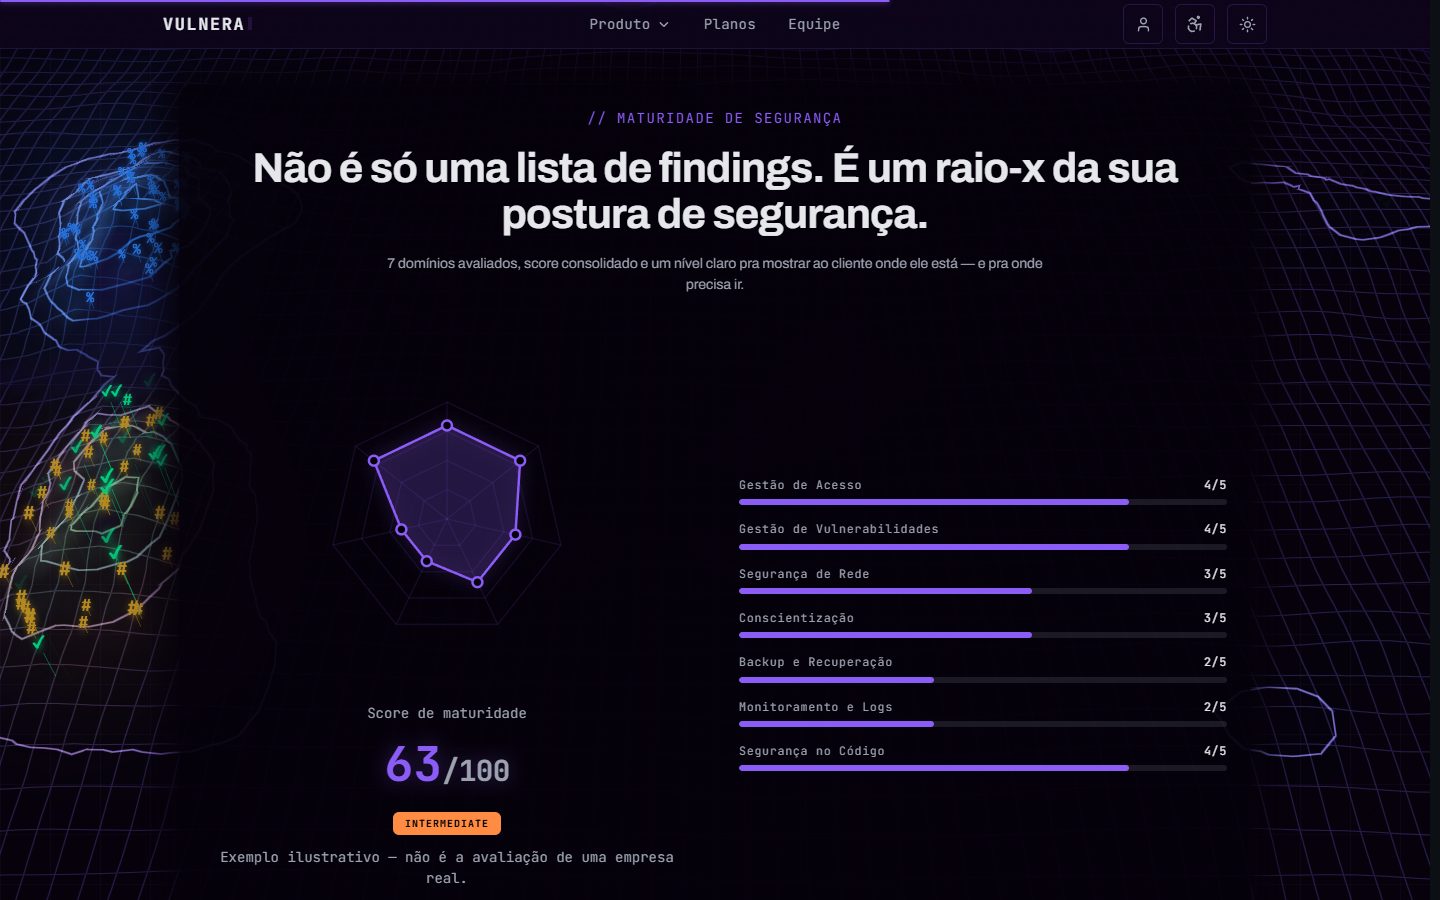 VULNERA
Produto
Planos
Equipe
// MATURIDADE DE SEGURANÇA
Não é só uma lista de findings. É um raio-x da sua
postura de segurança.
7 domínios avaliados, score consolidado e um nível claro pra mostrar ao cliente onde ele está — e pra onde
precisa ir.
Score de maturidade
63/100
INTERMEDIATE
Exemplo ilustrativo — não é a avaliação de uma empresa
real.
Gestão de Acesso 4/5
Gestão de Vulnerabilidades 4/5
Segurança de Rede 3/5
Conscientização 3/5
Backup e Recuperação 2/5
Monitoramento e Logs 2/5
Segurança no Código 4/5